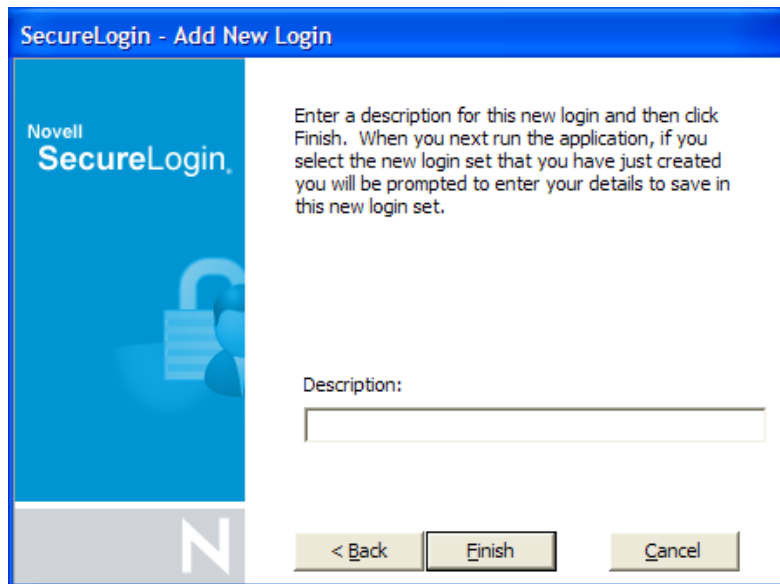 SecureLogin - Add New Login
Novell
SecureLogin®
Enter a description for this new login and then click
Finish. When you next run the application, if you
select the new login set that you have just created
you will be prompted to enter your details to save in
this new login set.
Description:
N
< Back
Finish
Cancel